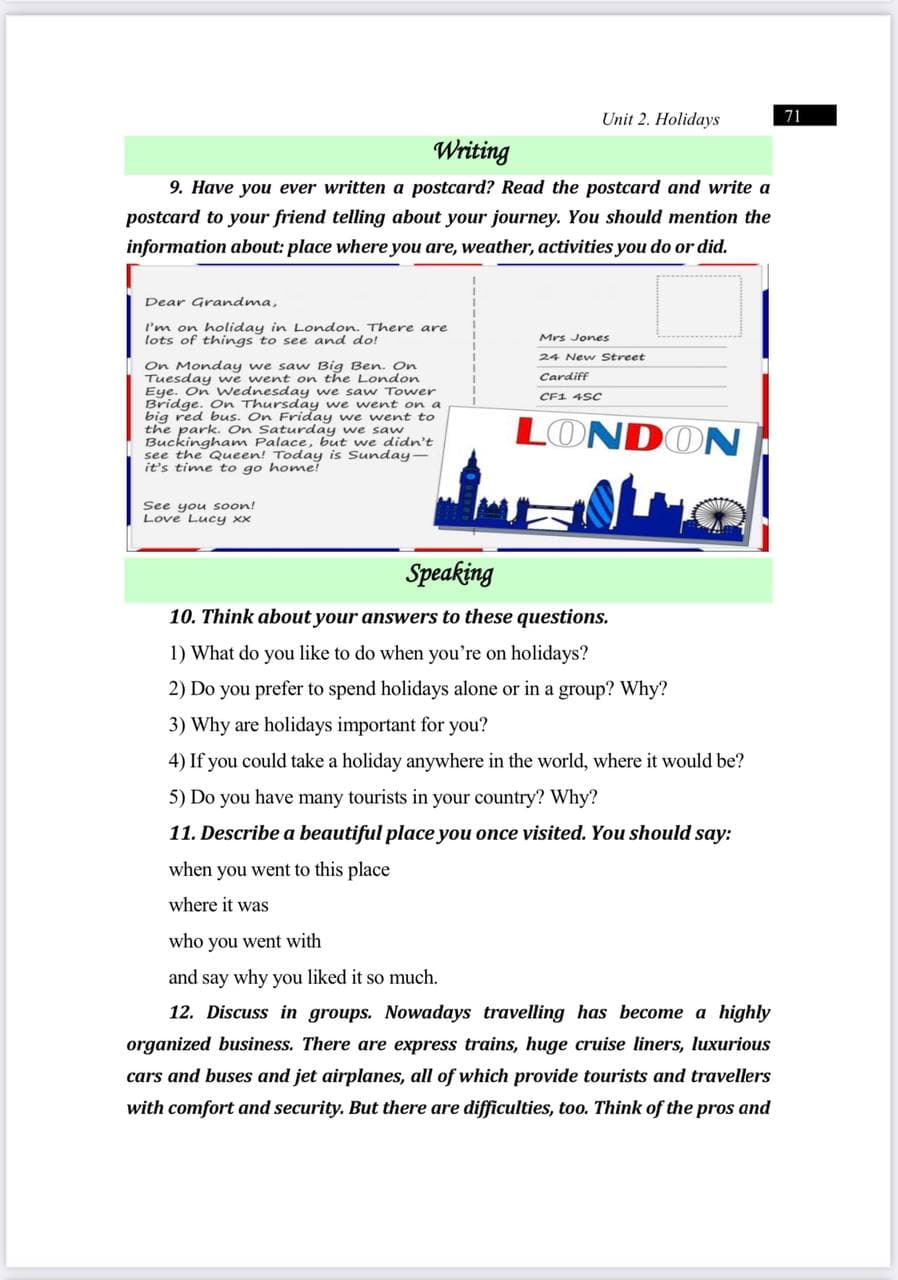 Unit 2. Holidays
71
Writing
9. Have you ever written a postcard? Read the postcard and write a
postcard to your friend telling about your journey. You should mention the
information about: place where you are, weather, activities you do or did.
Dear Grandma,
I'm on holiday in London. There are
lots of things to see and do!
On Monday we saw Big Ben. On
Tuesday we went on the London
Eye. On Wednesday we saw Tower
Bridge. On Thursday we went on a
big red bus. On Friday we went to
the park. On Saturday we saw
Buckingham Palace, but we didn't
see the Queen! Today is Sunday—
it's time to go home!
See you soon!
Love Lucy xx
Mrs Jones
24 New Street
Cardiff
CF1 4SC
LONDON
Speaking
10. Think about your answers to these questions.
1) What do you like to do when you're on holidays?
2) Do you prefer to spend holidays alone or in a group? Why?
3) Why are holidays important for you?
4) If you could take a holiday anywhere in the world, where it would be?
5) Do you have many tourists in your country? Why?
11. Describe a beautiful place you once visited. You should say:
when you went to this place
where it was
who you went with
and say why you liked it so much.
12. Discuss in groups. Nowadays travelling has become a highly
organized business. There are express trains, huge cruise liners, luxurious
cars and buses and jet airplanes, all of which provide tourists and travellers
with comfort and security. But there are difficulties, too. Think of the pros and